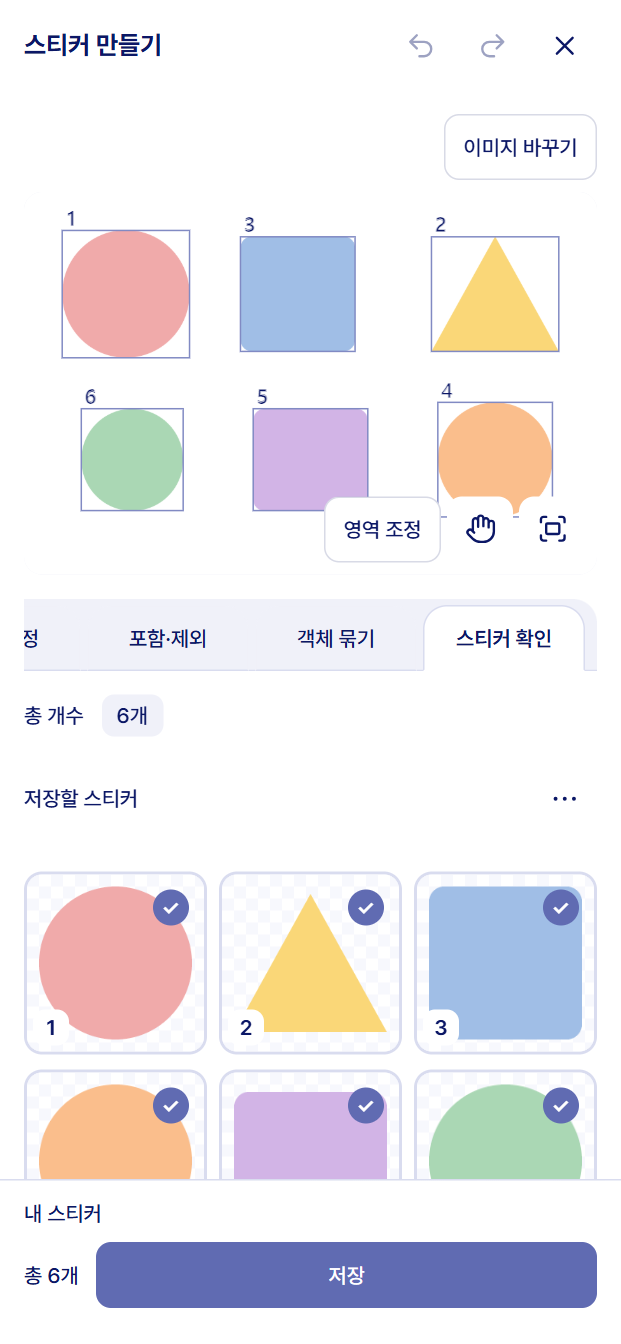 스티커 만들기
이미지 바꾸기
1
3
2
6
5
4
영역 조정
정
포함·제외
객체 묶기
스티커 확인
총 개수
6개
저장할 스티커
1
2
3
내 스티커
총 6개
저장